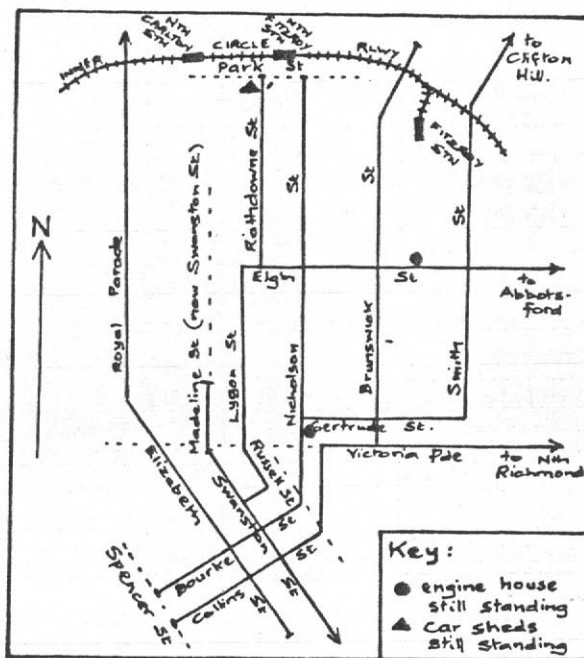 NTH
CARLTON
STN
NTH
FITZROY
STN
INNER
CIRCLE
RLWY
Park St
to
Clifton
Hill.
FITZROY
STN
N
Royal Parade
Madeline St (now Swanston St)
Rathdowne St
St
St
St
Elgin St
to
Abbots-
ford
Lygon St
Nicholson
Brunswick
Smith
Gertrude St.
Victoria Pde
to Nth
Richmond
Elizabeth
St
Swanston
St
Russell St
Bourke St
Collins St
Spencer St
Key:
engine house
still standing
Car sheds
still standing